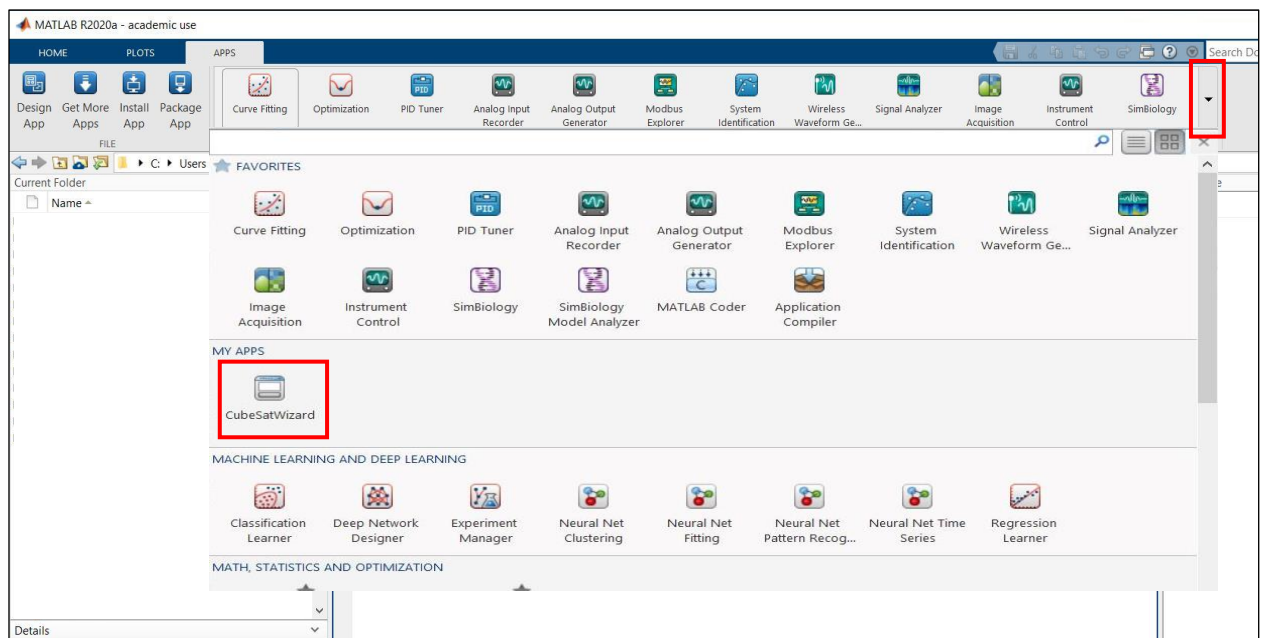 MATLAB R2020a - academic use
HOME PLOTS APPS
Search Do
Design App
Get More Apps
Install App
Package App
FILE
Curve Fitting
Optimization
PID Tuner
Analog Input Recorder
Analog Output Generator
Modbus Explorer
System Identification
Wireless Waveform Ge...
Signal Analyzer
Image Acquisition
Instrument Control
SimBiology
C: Users
Current Folder
Name
FAVORITES
Curve Fitting
Optimization
PID Tuner
Analog Input
Recorder
Analog Output
Generator
Modbus
Explorer
System
Identification
Wireless
Waveform Ge...
Signal Analyzer
Image
Acquisition
Instrument
Control
SimBiology
SimBiology
Model Analyzer
MATLAB Coder
Application
Compiler
MY APPS
CubeSatWizard
MACHINE LEARNING AND DEEP LEARNING
Classification
Learner
Deep Network
Designer
Experiment
Manager
Neural Net
Clustering
Neural Net
Fitting
Neural Net
Pattern Recog...
Neural Net Time
Series
Regression
Learner
MATH, STATISTICS AND OPTIMIZATION
Details